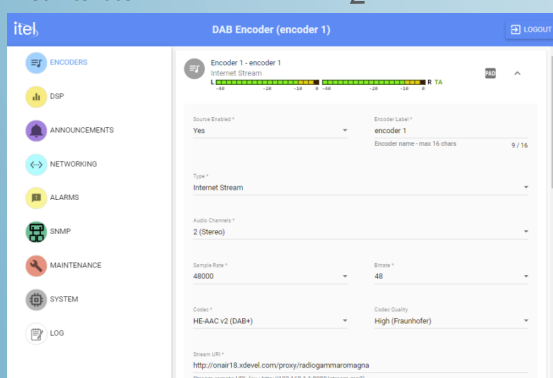 itel
DAB Encoder (encoder 1)
LOGOUT
ENCODERS
DSP
ANNOUNCEMENTS
NETWORKING
ALARMS
SNMP
MAINTENANCE
SYSTEM
LOG
Encoder 1 - encoder 1
Internet Stream
L R TA
-40 -20 -10 0 -40 -20 -10 0
PAD
Source Enabled *
Yes
Encoder Label *
encoder 1
Encoder name - max 16 chars
9 / 16
Type *
Internet Stream
Audio Channels *
2 (Stereo)
Sample Rate *
48000
Bitrate *
48
Codec *
HE-AAC v2 (DAB+)
Codec Quality
High (Fraunhofer)
Stream URI *
http://onair18.xdevel.com/proxy/radiogammaromagna